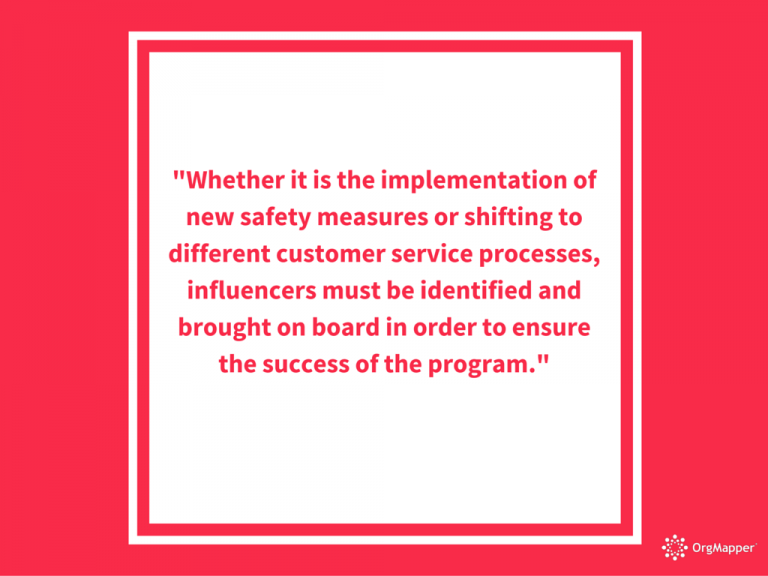 "Whether it is the implementation of
new safety measures or shifting to
different customer service processes,
influencers must be identified and
brought on board in order to ensure
the success of the program."
OrgMapper